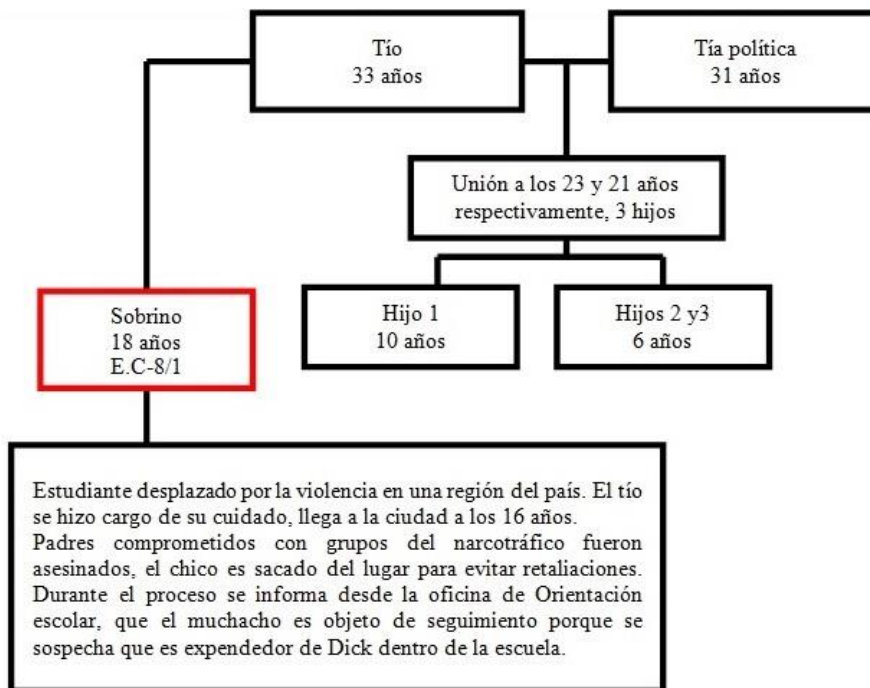 Tío
33 años
Tía política
31 años
Unión a los 23 y 21 años
respectivamente, 3 hijos
Sobrino
18 años
E.C-8/1
Hijo 1
10 años
Hijos 2 y3
6 años
Estudiante desplazado por la violencia en una región del país. El tío
se hizo cargo de su cuidado, llega a la ciudad a los 16 años.
Padres comprometidos con grupos del narcotráfico fueron
asesinados, el chico es sacado del lugar para evitar retaliaciones.
Durante el proceso se informa desde la oficina de Orientación
escolar, que el muchacho es objeto de seguimiento porque se
sospecha que es expendedor de Dick dentro de la escuela.